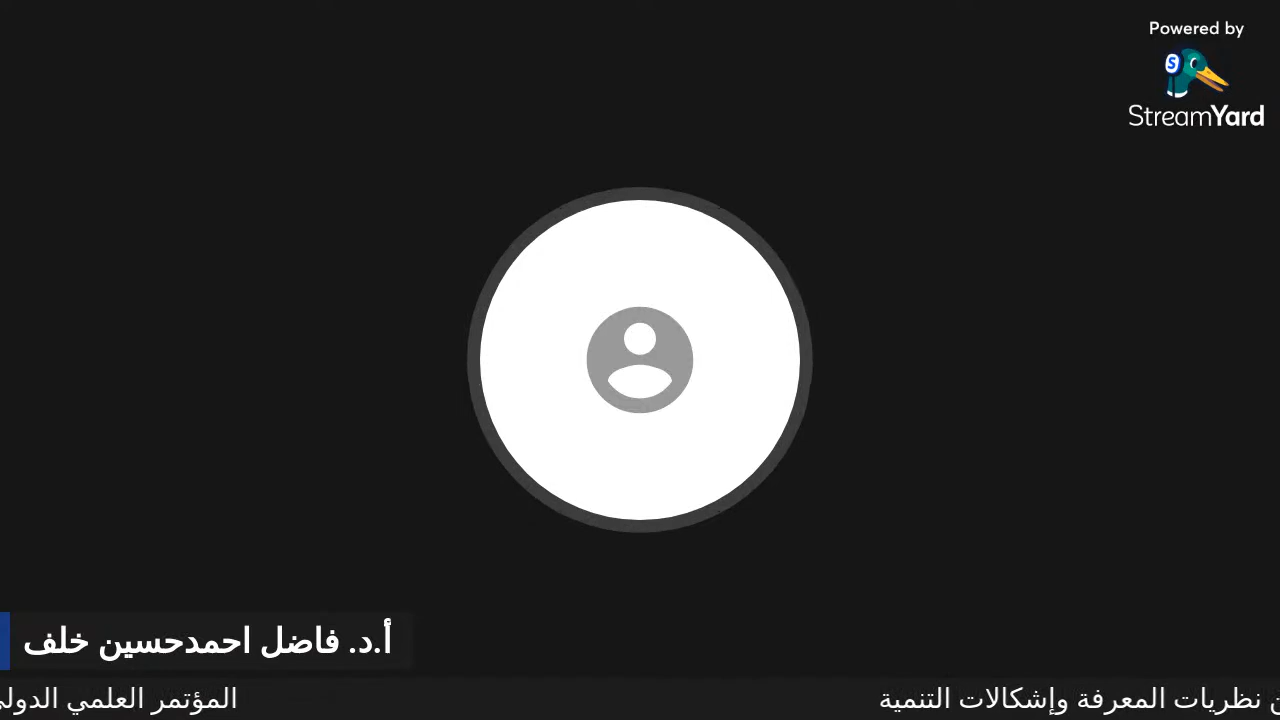 Powered by
StreamYard
أ.د. فاضل احمدحسين خلف
نظريات المعرفة وإشكالات التنمية
المؤتمر العلمي